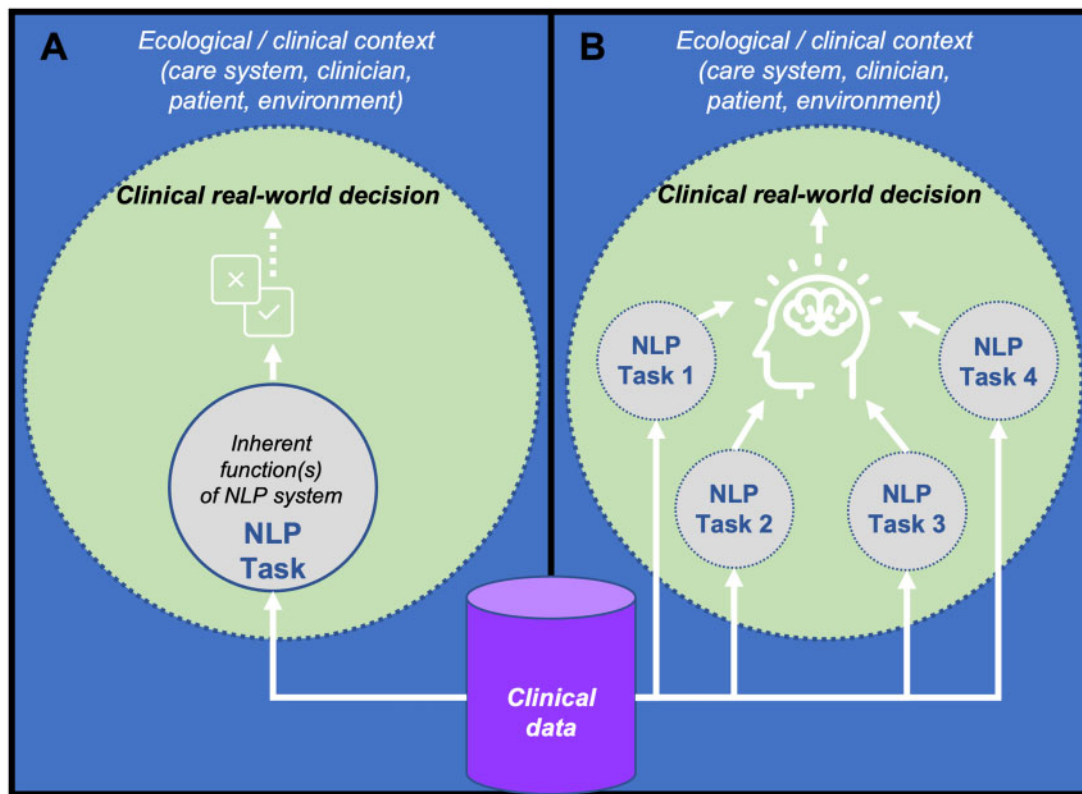 A
Ecological / clinical context
(care system, clinician,
patient, environment)
Clinical real-world decision
Inherent
function(s)
of NLP system
NLP
Task
B
Ecological / clinical context
(care system, clinician,
patient, environment)
Clinical real-world decision
NLP
Task 1
NLP
Task 4
NLP
Task 2
NLP
Task 3
Clinical
data